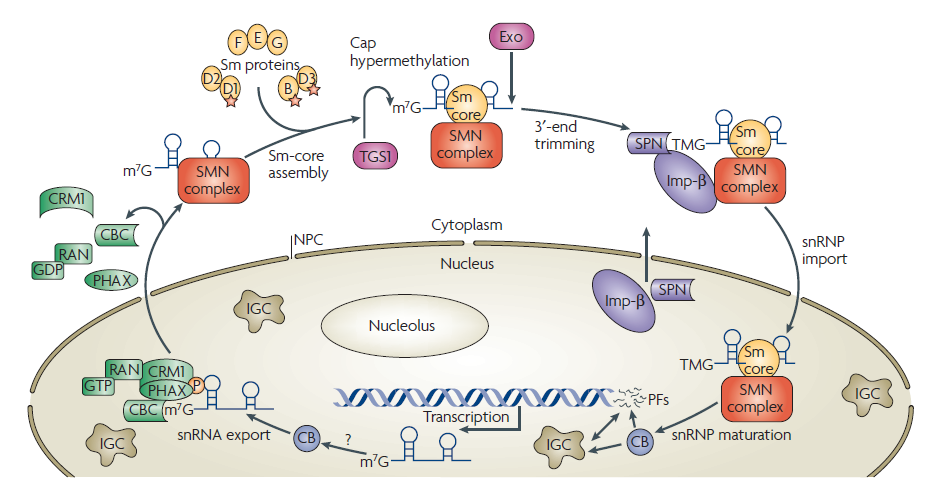 F E G
Sm proteins
D2
D1
B
D3
Cap
hypermethylation
Exo
m⁷G
Sm
core
SMN
complex
TGS1
Sm-core
assembly
m⁷G
SMN
complex
3′-end
trimming
SPN
TMG
Sm
core
Imp-β
SMN
complex
CRM1
CBC
RAN
GDP
PHAX
NPC
Cytoplasm
Nucleus
snRNP
import
IGC
Nucleolus
Imp-β
SPN
RAN
GTP
CRM1
PHAX
P
CBC
m⁷G
snRNA export
IGC
CB
?
m⁷G
Transcription
PFs
IGC
CB
snRNP maturation
TMG
Sm
core
SMN
complex
IGC